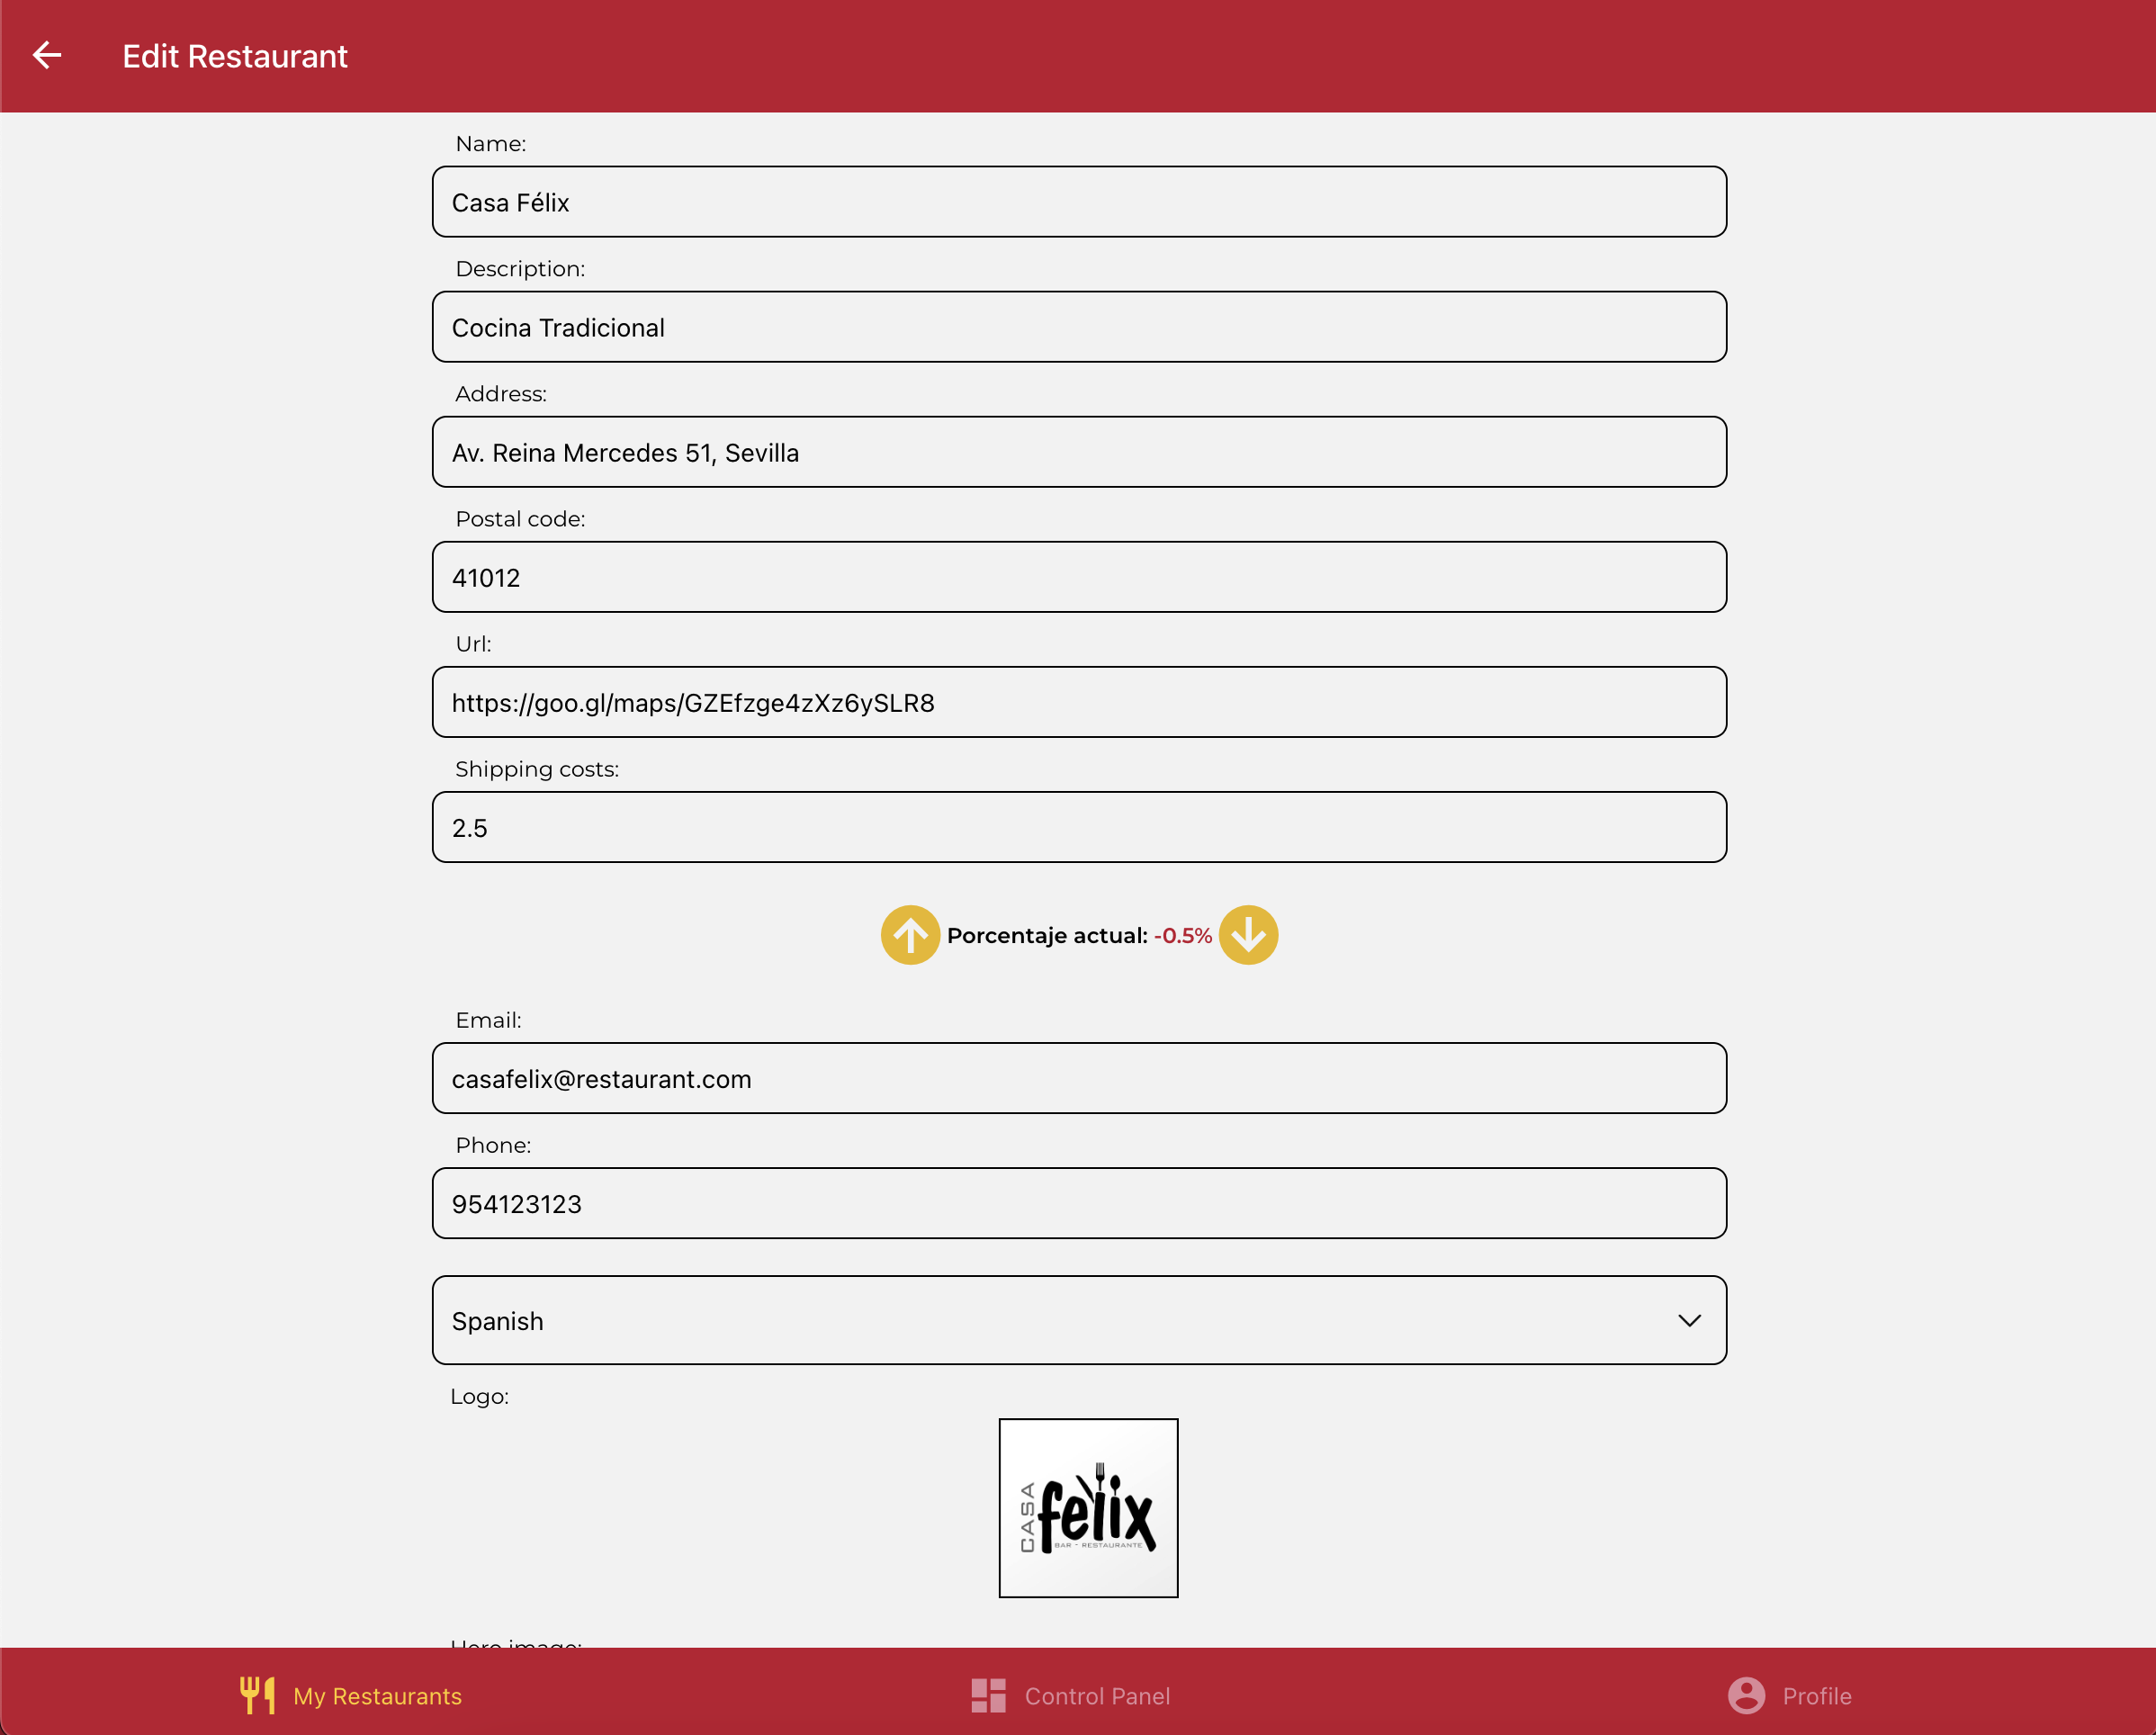 Edit Restaurant
Name:
Casa Félix
Description:
Cocina Tradicional
Address:
Av. Reina Mercedes 51, Sevilla
Postal code:
41012
Url:
https://goo.gl/maps/GZEfzge4zXz6ySLR8
Shipping costs:
2.5
Porcentaje actual: -0.5%
Email:
casafelix@restaurant.com
Phone:
954123123
Spanish
Logo:
CASA
felix
BAR - RESTAURANTE
Hero image:
My Restaurants
Control Panel
Profile